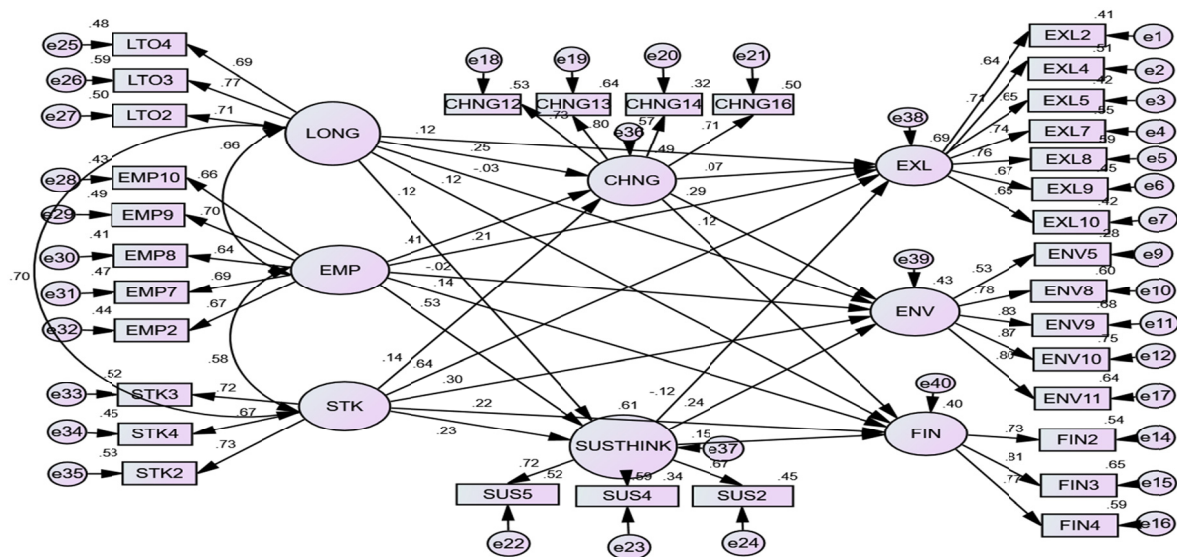 .48
e25 LTO4
.59
e26 LTO3
.50
e27 LTO2
.69
.77
.71
LONG
.66
.43
e28 EMP10
.49
e29 EMP9
.41
e30 EMP8
.47
e31 EMP7
.44
e32 EMP2
.66
.70
.64
.69
.67
EMP
.70
.58
.52
e33 STK3
.45
e34 STK4
.53
e35 STK2
.72
.67
.73
STK
e18 e19 e20 e21
.53 .64 .32 .50
CHNG12 CHNG13 CHNG14 CHNG16
.73 .80 .57 .71
e36
.49
CHNG
.12
.25
-.03
.12
.12
.07
.29
.12
.41
.21
-.02
.14
.53
.14
.64
.30
.22
.23
.61
-.12
.24
.15
SUSTHINK
e37
.72 .59 .67
.52 .34 .45
SUS5 SUS4 SUS2
e22 e23 e24
e38
.69
EXL
.64
.71
.65
.74
.76
.67
.65
.41
EXL2 e1
.51
EXL4 e2
.42
EXL5 e3
.55
EXL7 e4
.59
EXL8 e5
.45
EXL9 e6
.42
EXL10 e7
e39
.43
ENV
.53
.78
.83
.87
.80
.28
ENV5 e9
.60
ENV8 e10
.68
ENV9 e11
.75
ENV10 e12
.64
ENV11 e17
e40
.40
FIN
.73
.81
.77
.54
FIN2 e14
.65
FIN3 e15
.59
FIN4 e16